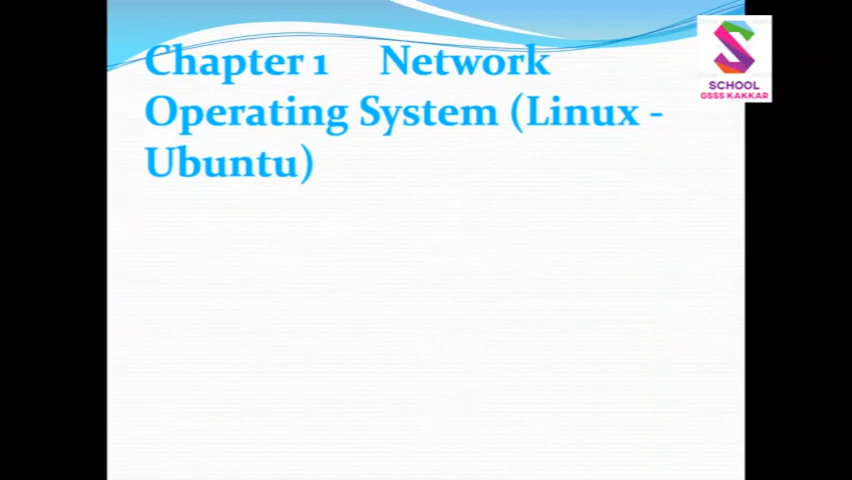 Chapter 1 Network
Operating System (Linux -
Ubuntu)
SCHOOL
GSSS KAKKAR